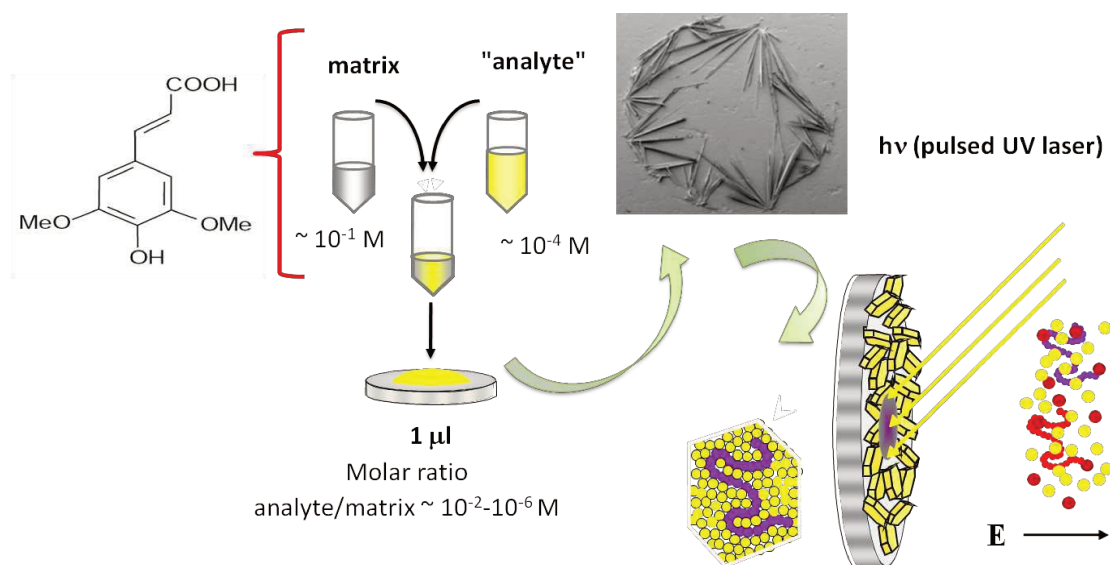 COOH
MeO
OMe
OH
matrix
"analyte"
~ 10⁻¹ M
~ 10⁻⁴ M
1 μl
Molar ratio
analyte/matrix ~ 10⁻²-10⁻⁶ M
hν (pulsed UV laser)
E